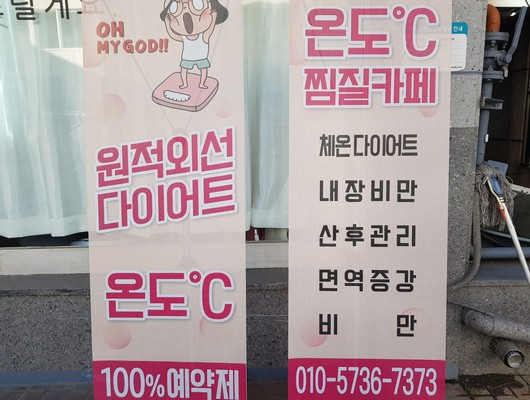 OH
MY GOD!!
원적외선
다이어트
온도℃
100%예약제
온도℃
찜질카페
체온다이어트
내장비만
산후관리
면역증강
비만
010-5736-7373